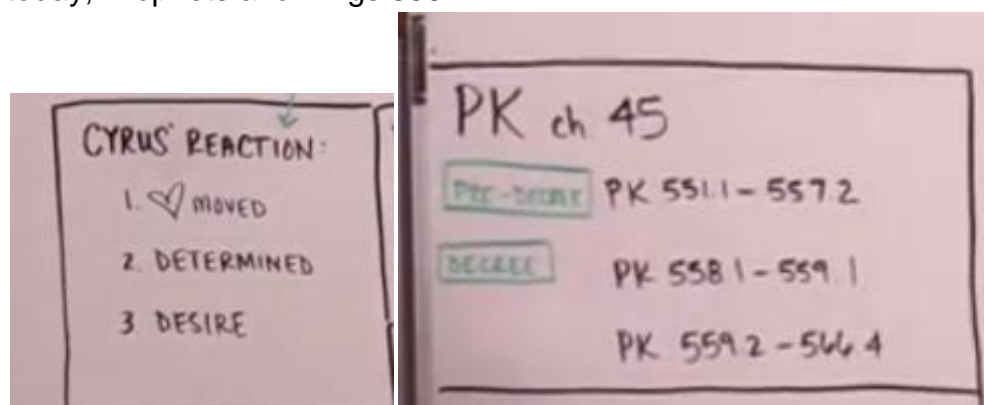 CYRUS' REACTION:
1. ♡ MOVED
2. DETERMINED
3 DESIRE
PK ch 45
PRE-DECREE PK 551.1 - 557.2
DECREE PK 558.1 - 559.1
PK 559.2 - 566.4